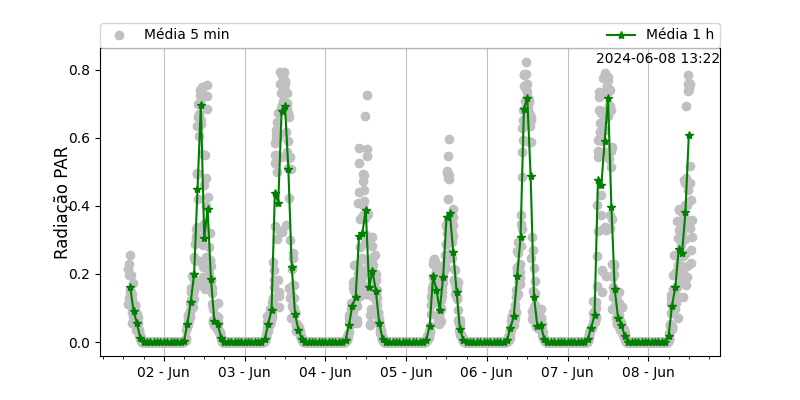 Média 5 min
Média 1 h
2024-06-08 13:22
Radiação PAR
0.8
0.6
0.4
0.2
0.0
02 - Jun
03 - Jun
04 - Jun
05 - Jun
06 - Jun
07 - Jun
08 - Jun